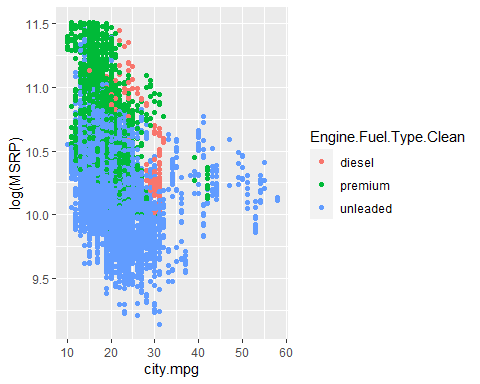 11.5
11.0
10.5
10.0
9.5
log(MSRP)
10 20 30 40 50 60
city.mpg
Engine.Fuel.Type.Clean
diesel
premium
unleaded